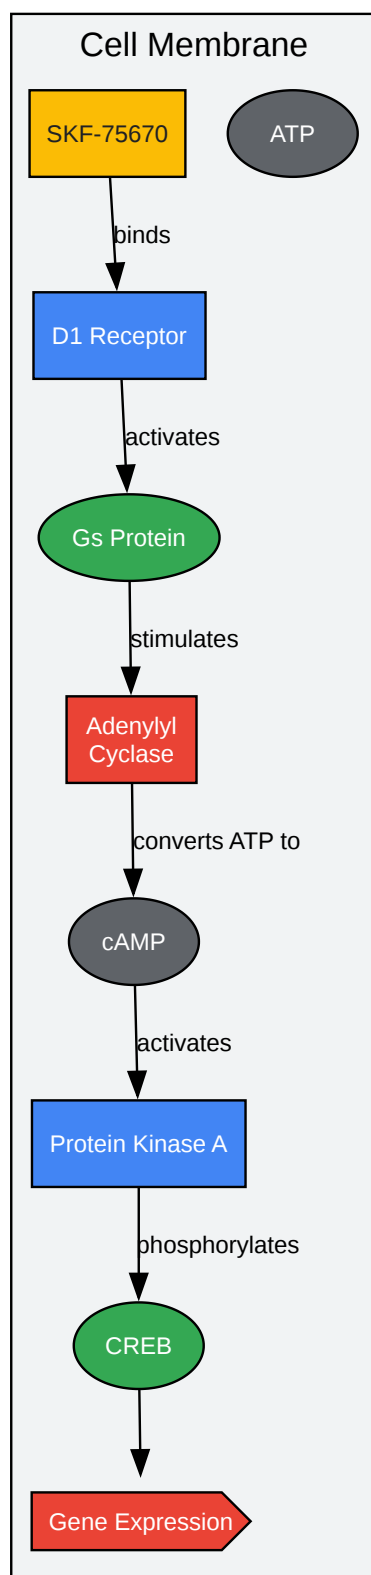 Cell Membrane
SKF-75670
ATP
binds
D1 Receptor
activates
Gs Protein
stimulates
Adenylyl
Cyclase
converts ATP to
cAMP
activates
Protein Kinase A
phosphorylates
CREB
Gene Expression